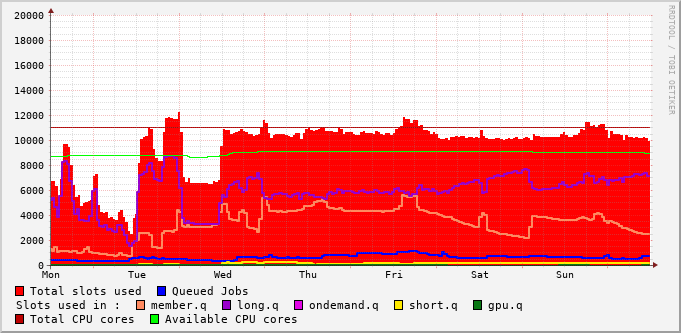 20000
18000
16000
14000
12000
10000
8000
6000
4000
2000
0
Mon Tue Wed Thu Fri Sat Sun
RRDTOOL / TOBI OETIKER
Total slots used Queued Jobs
Slots used in : member.q long.q ondemand.q short.q gpu.q
Total CPU cores Available CPU cores